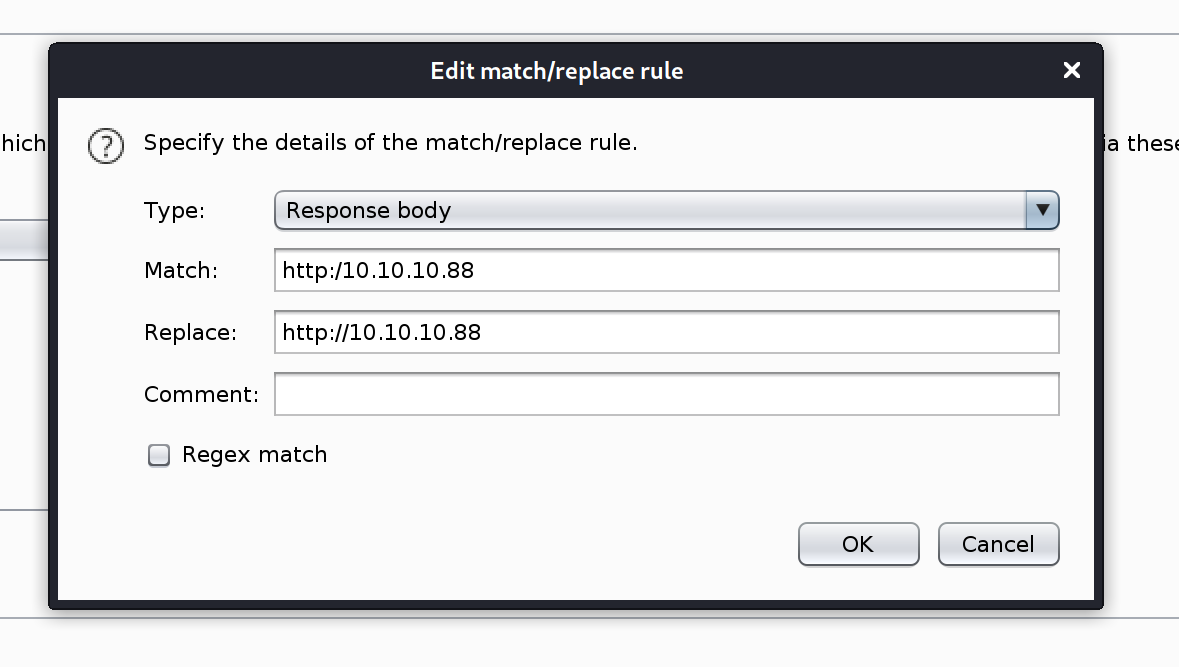 Edit match/replace rule
hich
Specify the details of the match/replace rule.
ia these
Type:
Response body
Match:
http:/10.10.10.88
Replace:
http://10.10.10.88
Comment:
Regex match
OK
Cancel